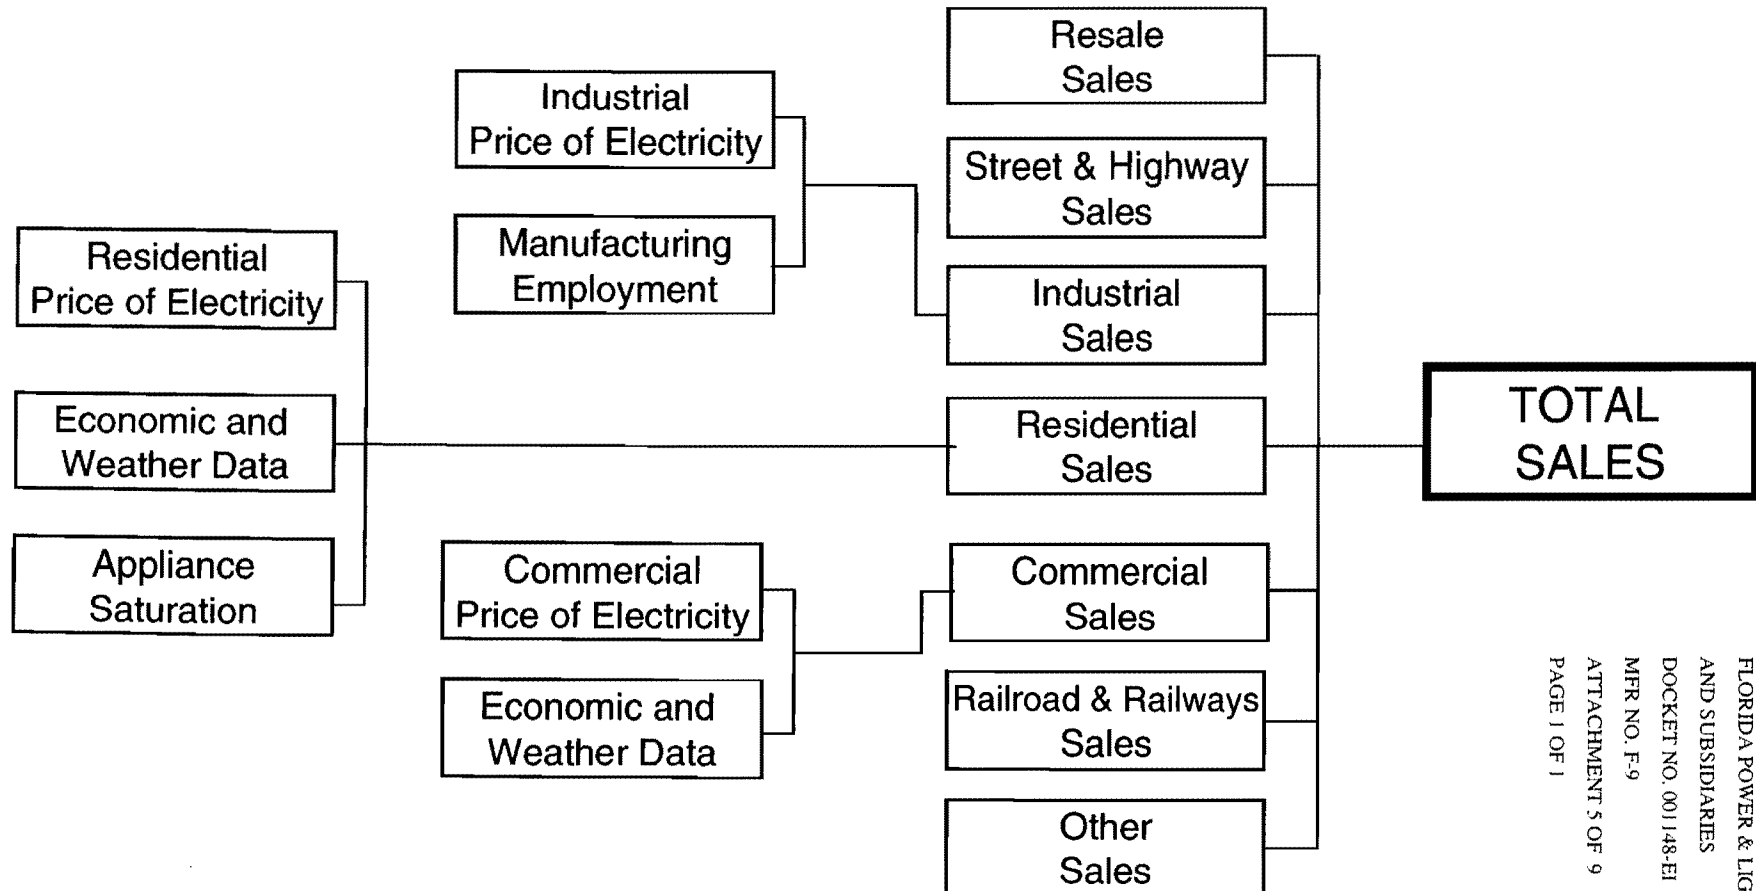 Resale
Sales
Industrial
Price of Electricity
Street & Highway
Sales
Manufacturing
Employment
Residential
Price of Electricity
Industrial
Sales
Economic and
Weather Data
Residential
Sales
TOTAL
SALES
Appliance
Saturation
Commercial
Price of Electricity
Commercial
Sales
Economic and
Weather Data
Railroad & Railways
Sales
Other
Sales
FLORIDA POWER & LIG
AND SUBSIDIARIES
DOCKET NO. 001148-EI
MFR NO. F-9
ATTACHMENT 5 OF 9
PAGE 1 OF 1